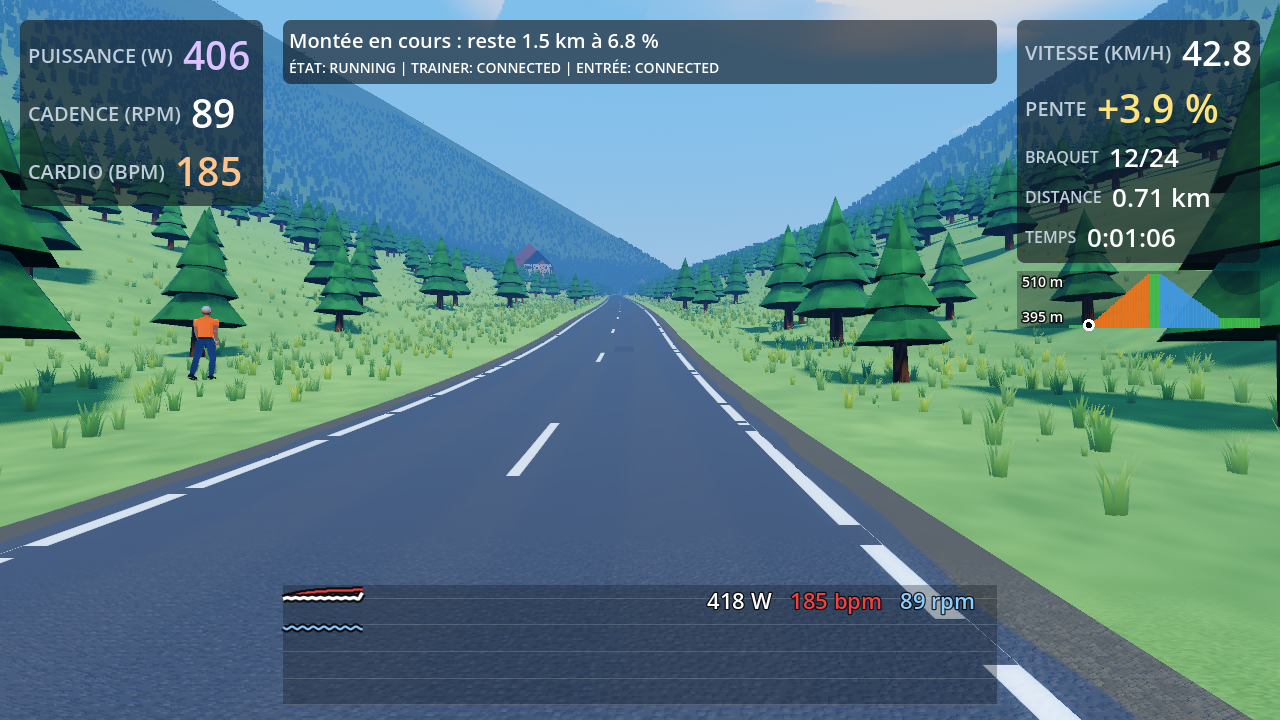 PUISSANCE (W) 406
CADENCE (RPM) 89
CARDIO (BPM) 185
Montée en cours : reste 1.5 km à 6.8 %
ÉTAT: RUNNING | TRAINER: CONNECTED | ENTRÉE: CONNECTED
VITESSE (KM/H) 42.8
PENTE +3.9 %
BRAQUET 12/24
DISTANCE 0.71 km
TEMPS 0:01:06
510 m
395 m
418 W 185 bpm 89 rpm